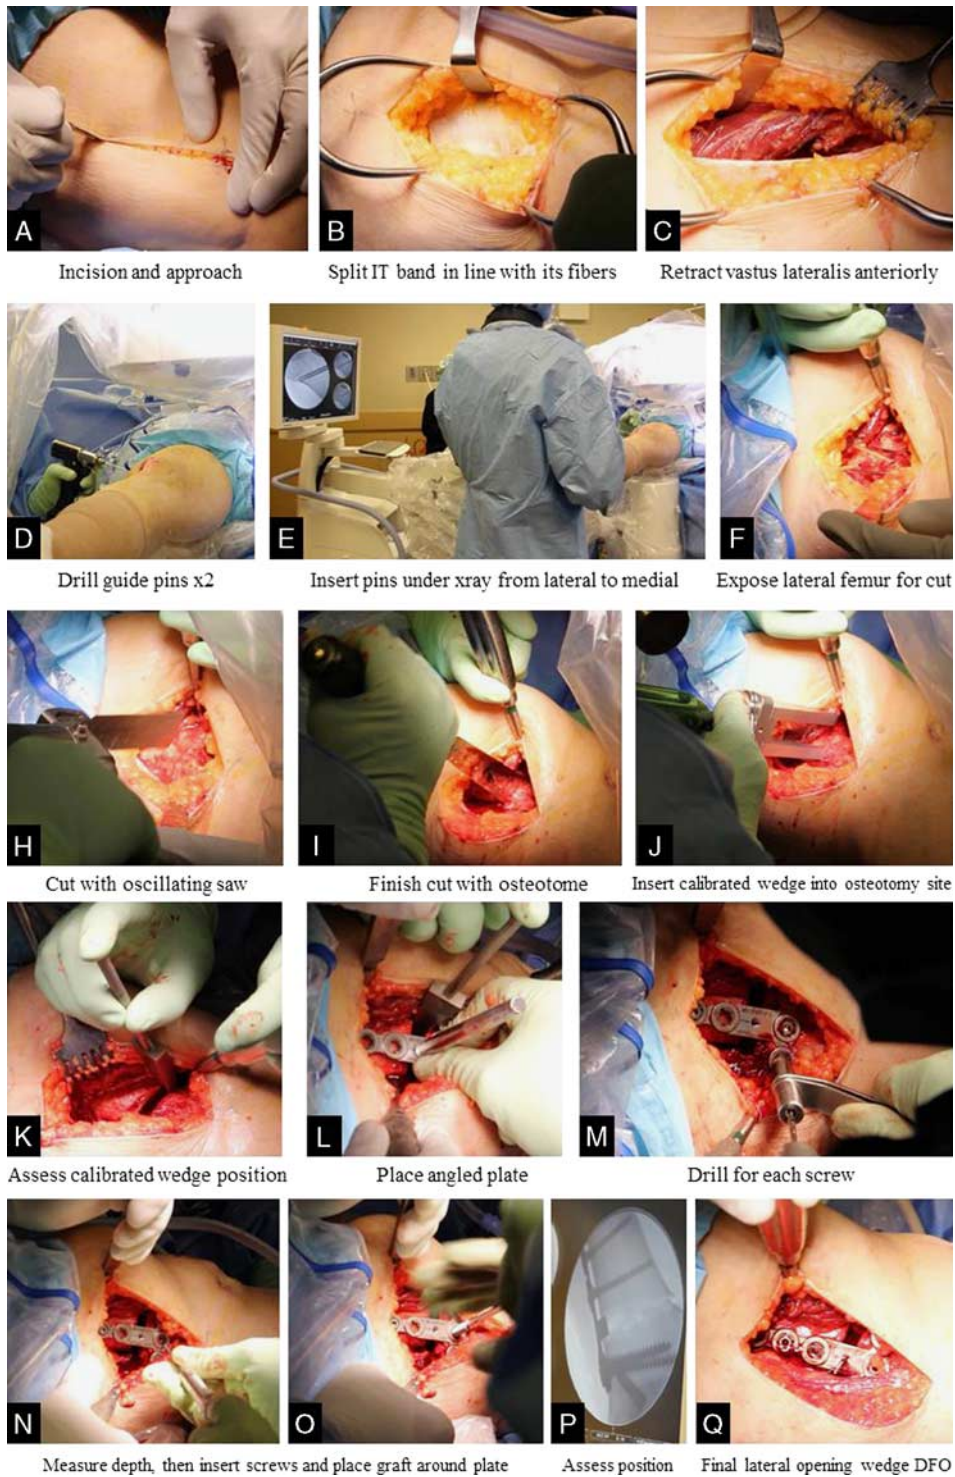 A
B
C
Incision and approach
Split IT band in line with its fibers
Retract vastus lateralis anteriorly
D
E
F
Drill guide pins x2
Insert pins under xray from lateral to medial
Expose lateral femur for cut
H
I
J
Cut with oscillating saw
Finish cut with osteotome
Insert calibrated wedge into osteotomy site
K
L
M
Assess calibrated wedge position
Place angled plate
Drill for each screw
N
O
P
Q
Measure depth, then insert screws and place graft around plate
Assess position
Final lateral opening wedge DFO